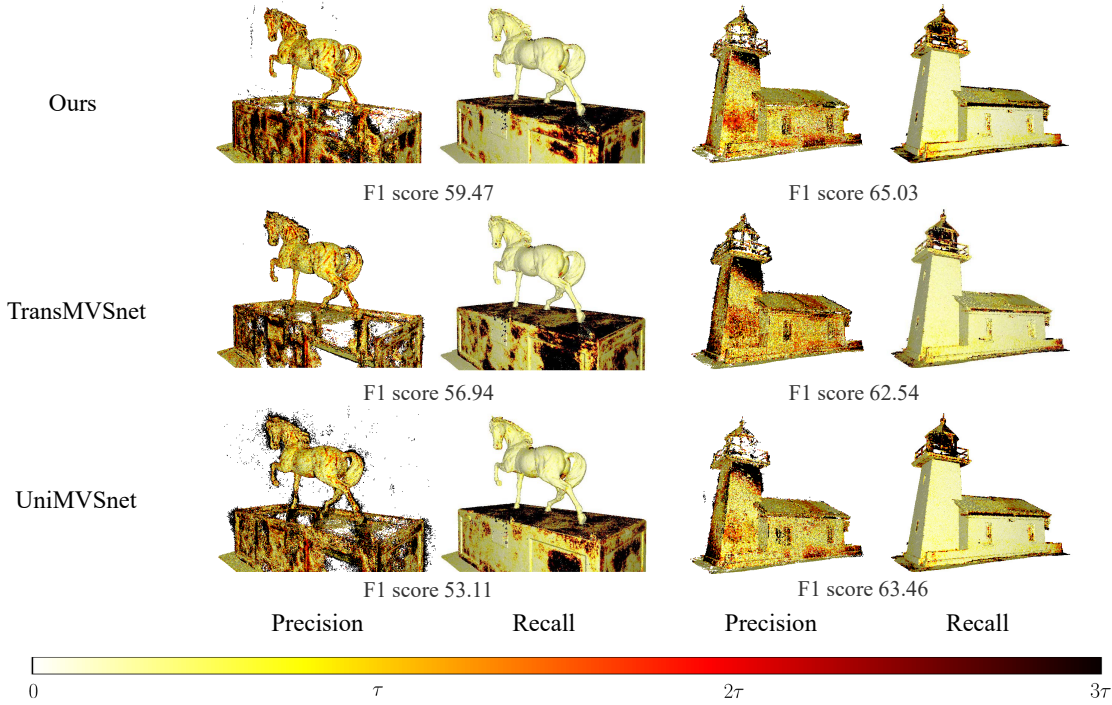 Ours
F1 score 59.47
F1 score 65.03
TransMVSnet
F1 score 56.94
F1 score 62.54
UniMVSnet
F1 score 53.11
F1 score 63.46
Precision
Recall
Precision
Recall
0
τ
2τ
3τ